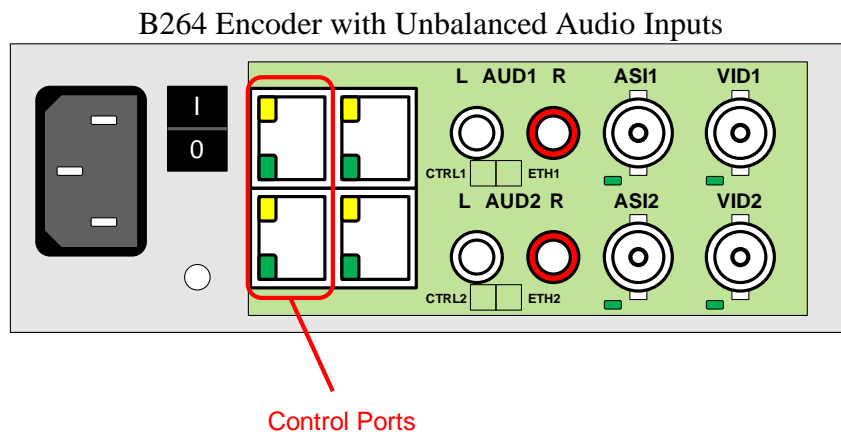 B264 Encoder with Unbalanced Audio Inputs
I
0
L AUD1 R ASI1 VID1
CTRL1 ETH1
L AUD2 R ASI2 VID2
CTRL2 ETH2
Control Ports